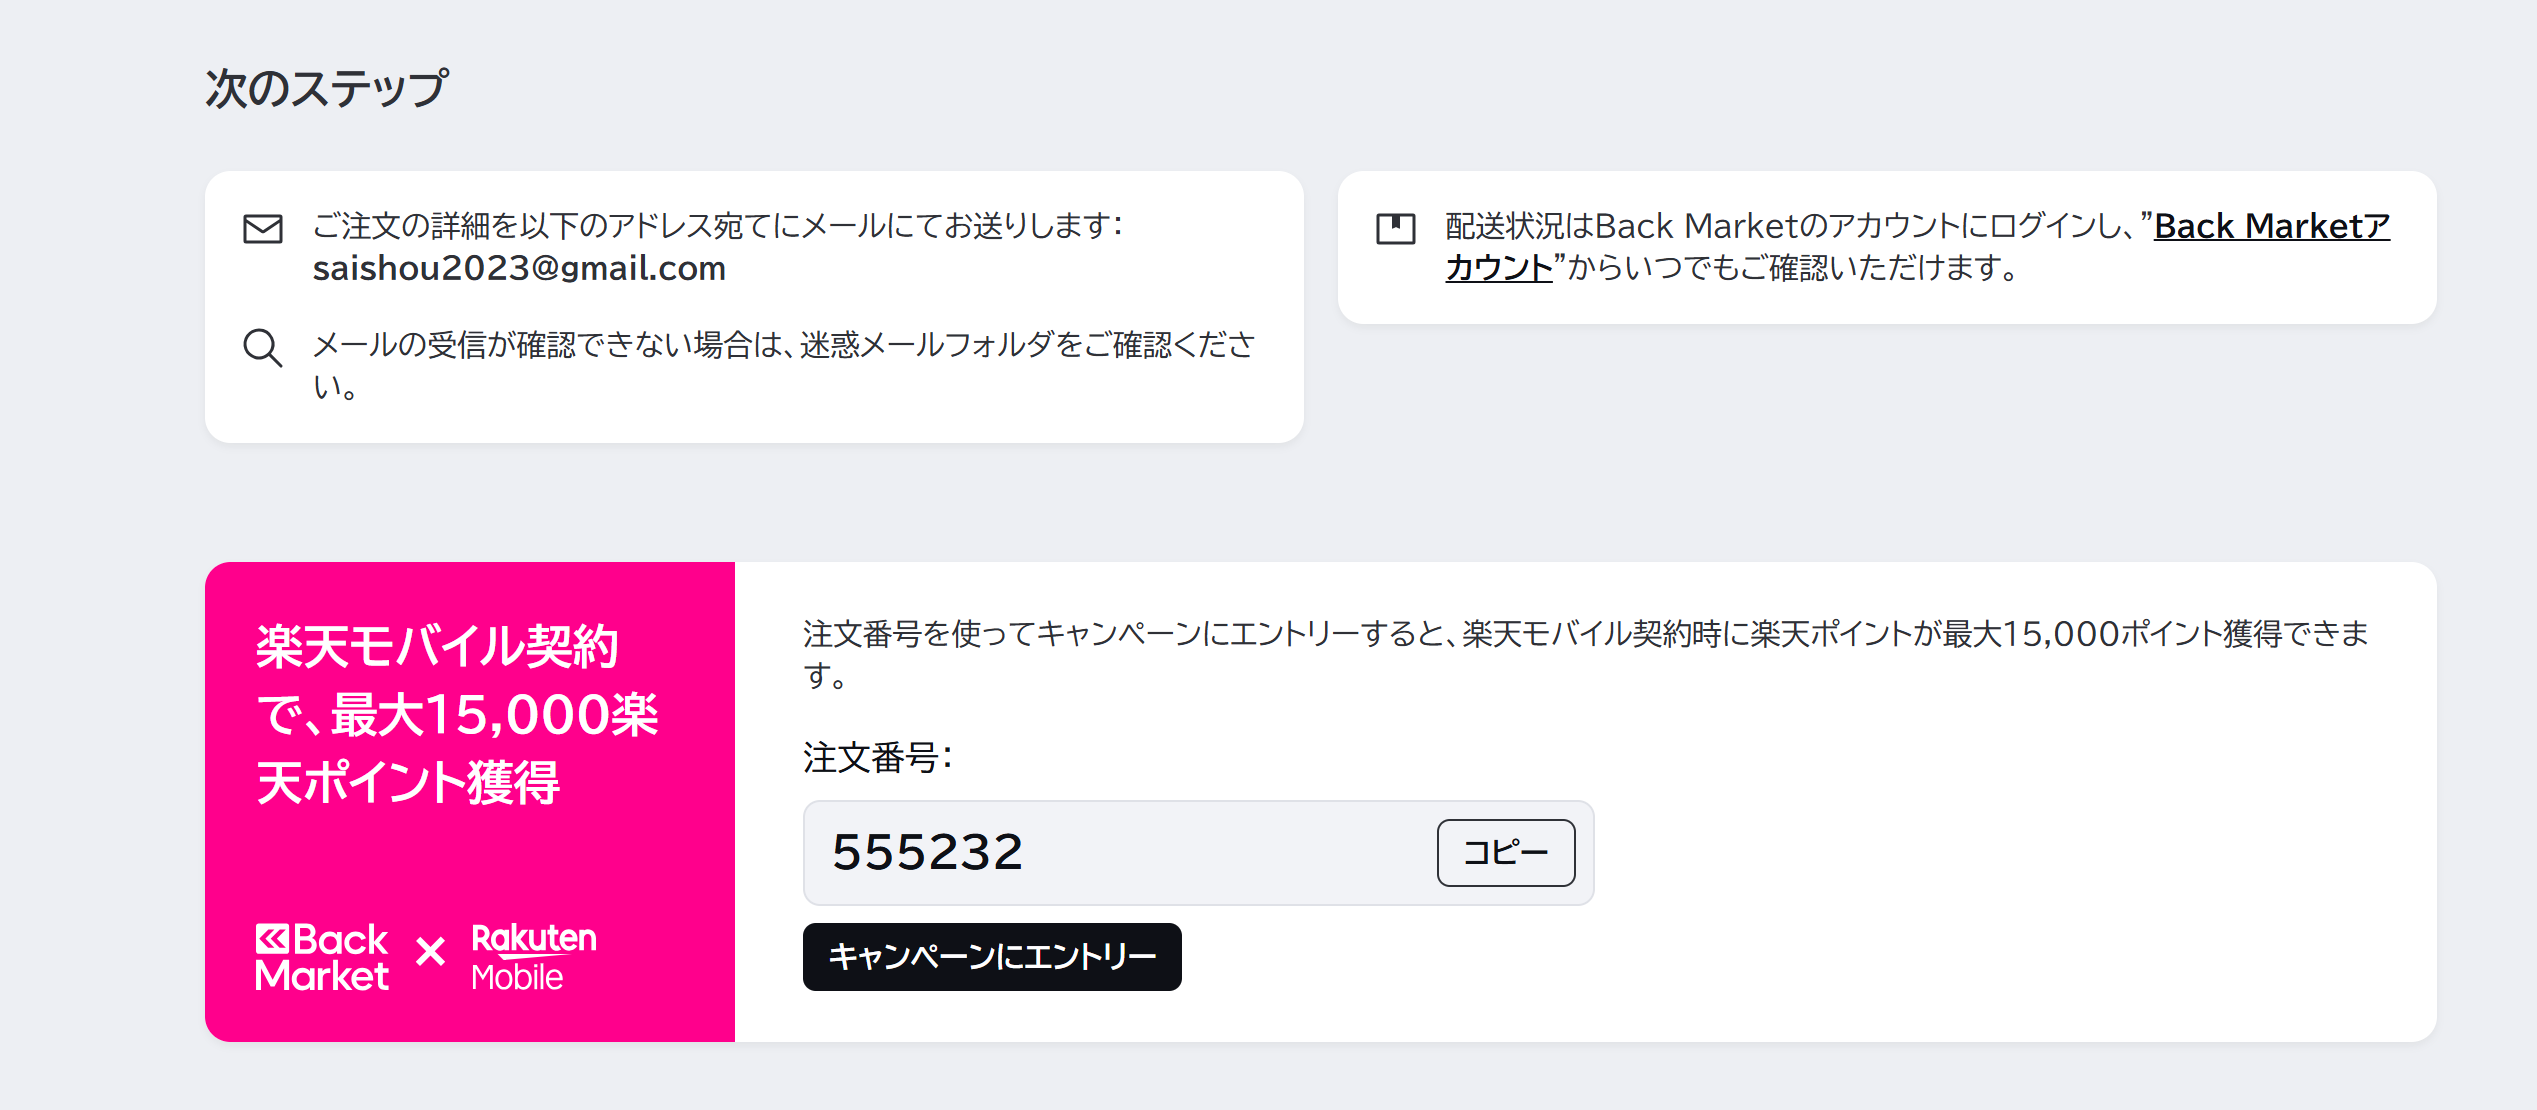 次のステップ
ご注文の詳細を以下のアドレス宛てにメールにてお送りします：
saishou2023@gmail.com
メールの受信が確認できない場合は、迷惑メールフォルダをご確認くださ
い。
配送状況はBack Marketのアカウントにログインし、”Back Marketア
カウント”からいつでもご確認いただけます。
楽天モバイル契約
で、最大15,000楽
天ポイント獲得
Back
Market
×
Rakuten
Mobile
注文番号を使ってキャンペーンにエントリーすると、楽天モバイル契約時に楽天ポイントが最大15,000ポイント獲得できま
す。
注文番号：
555232
コピー
キャンペーンにエントリー